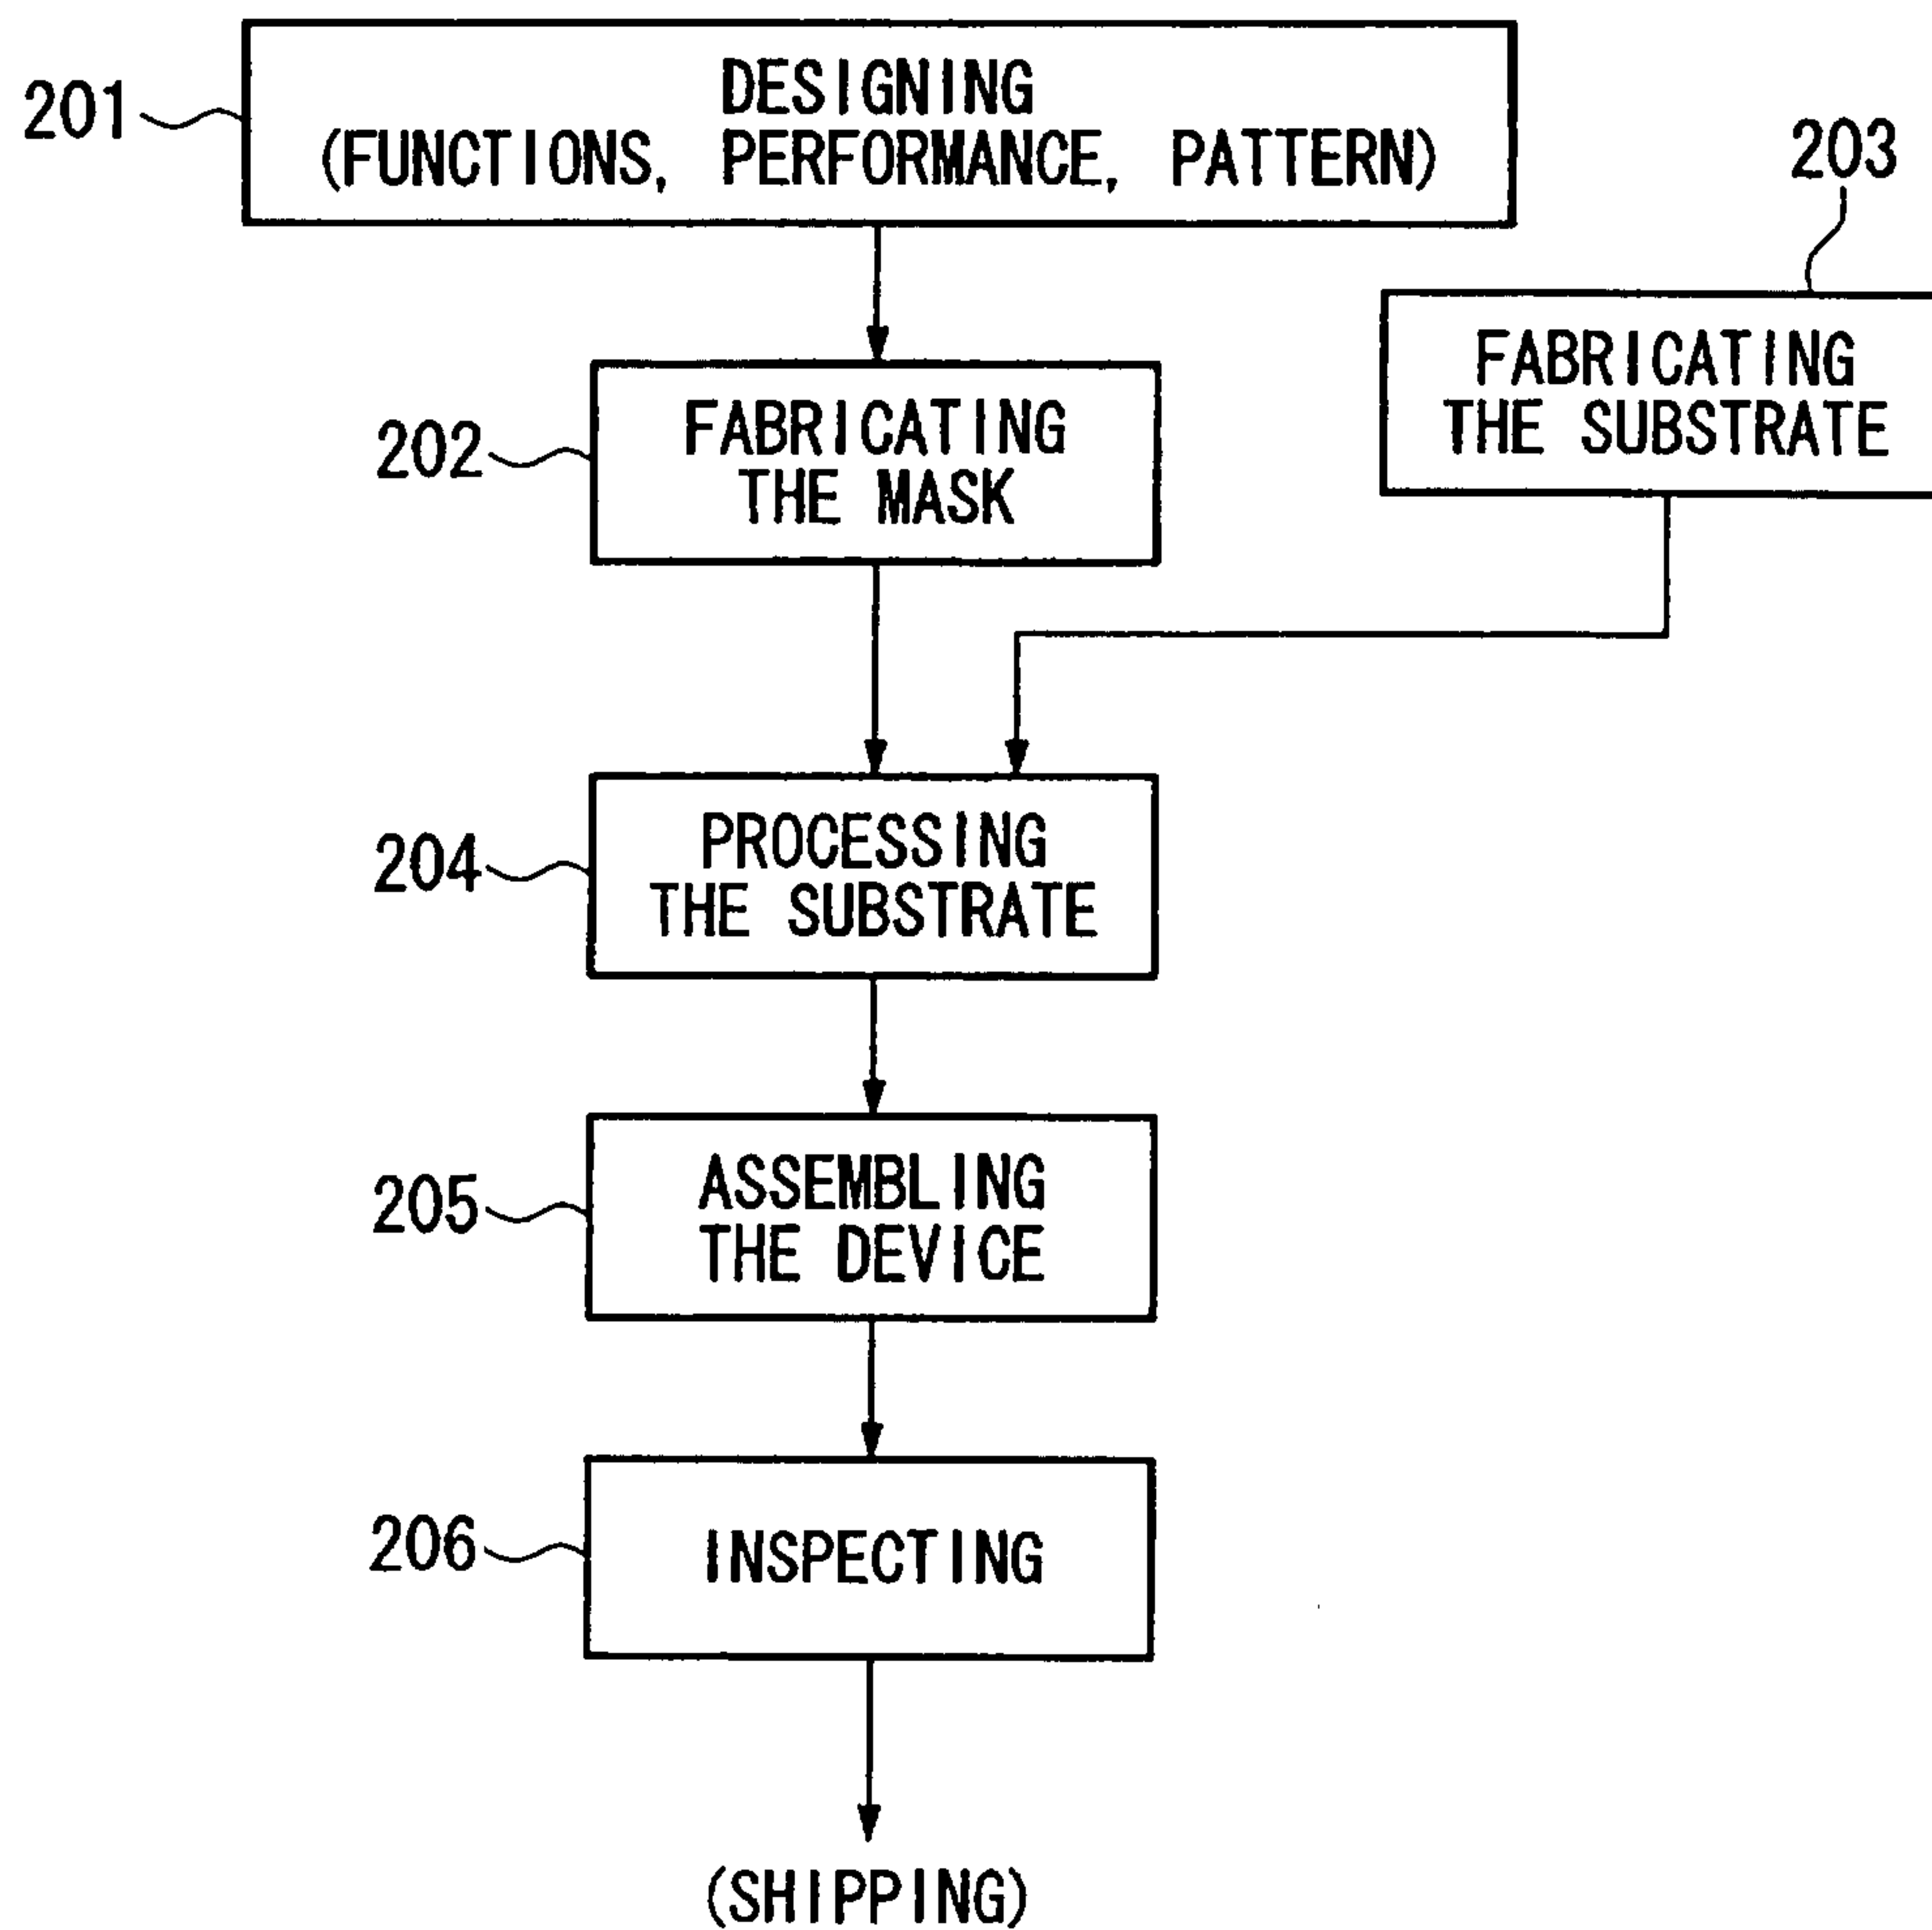 201
DESIGNING
(FUNCTIONS, PERFORMANCE, PATTERN)
203
FABRICATING
THE SUBSTRATE
202
FABRICATING
THE MASK
204
PROCESSING
THE SUBSTRATE
205
ASSEMBLING
THE DEVICE
206
INSPECTING
(SHIPPING)